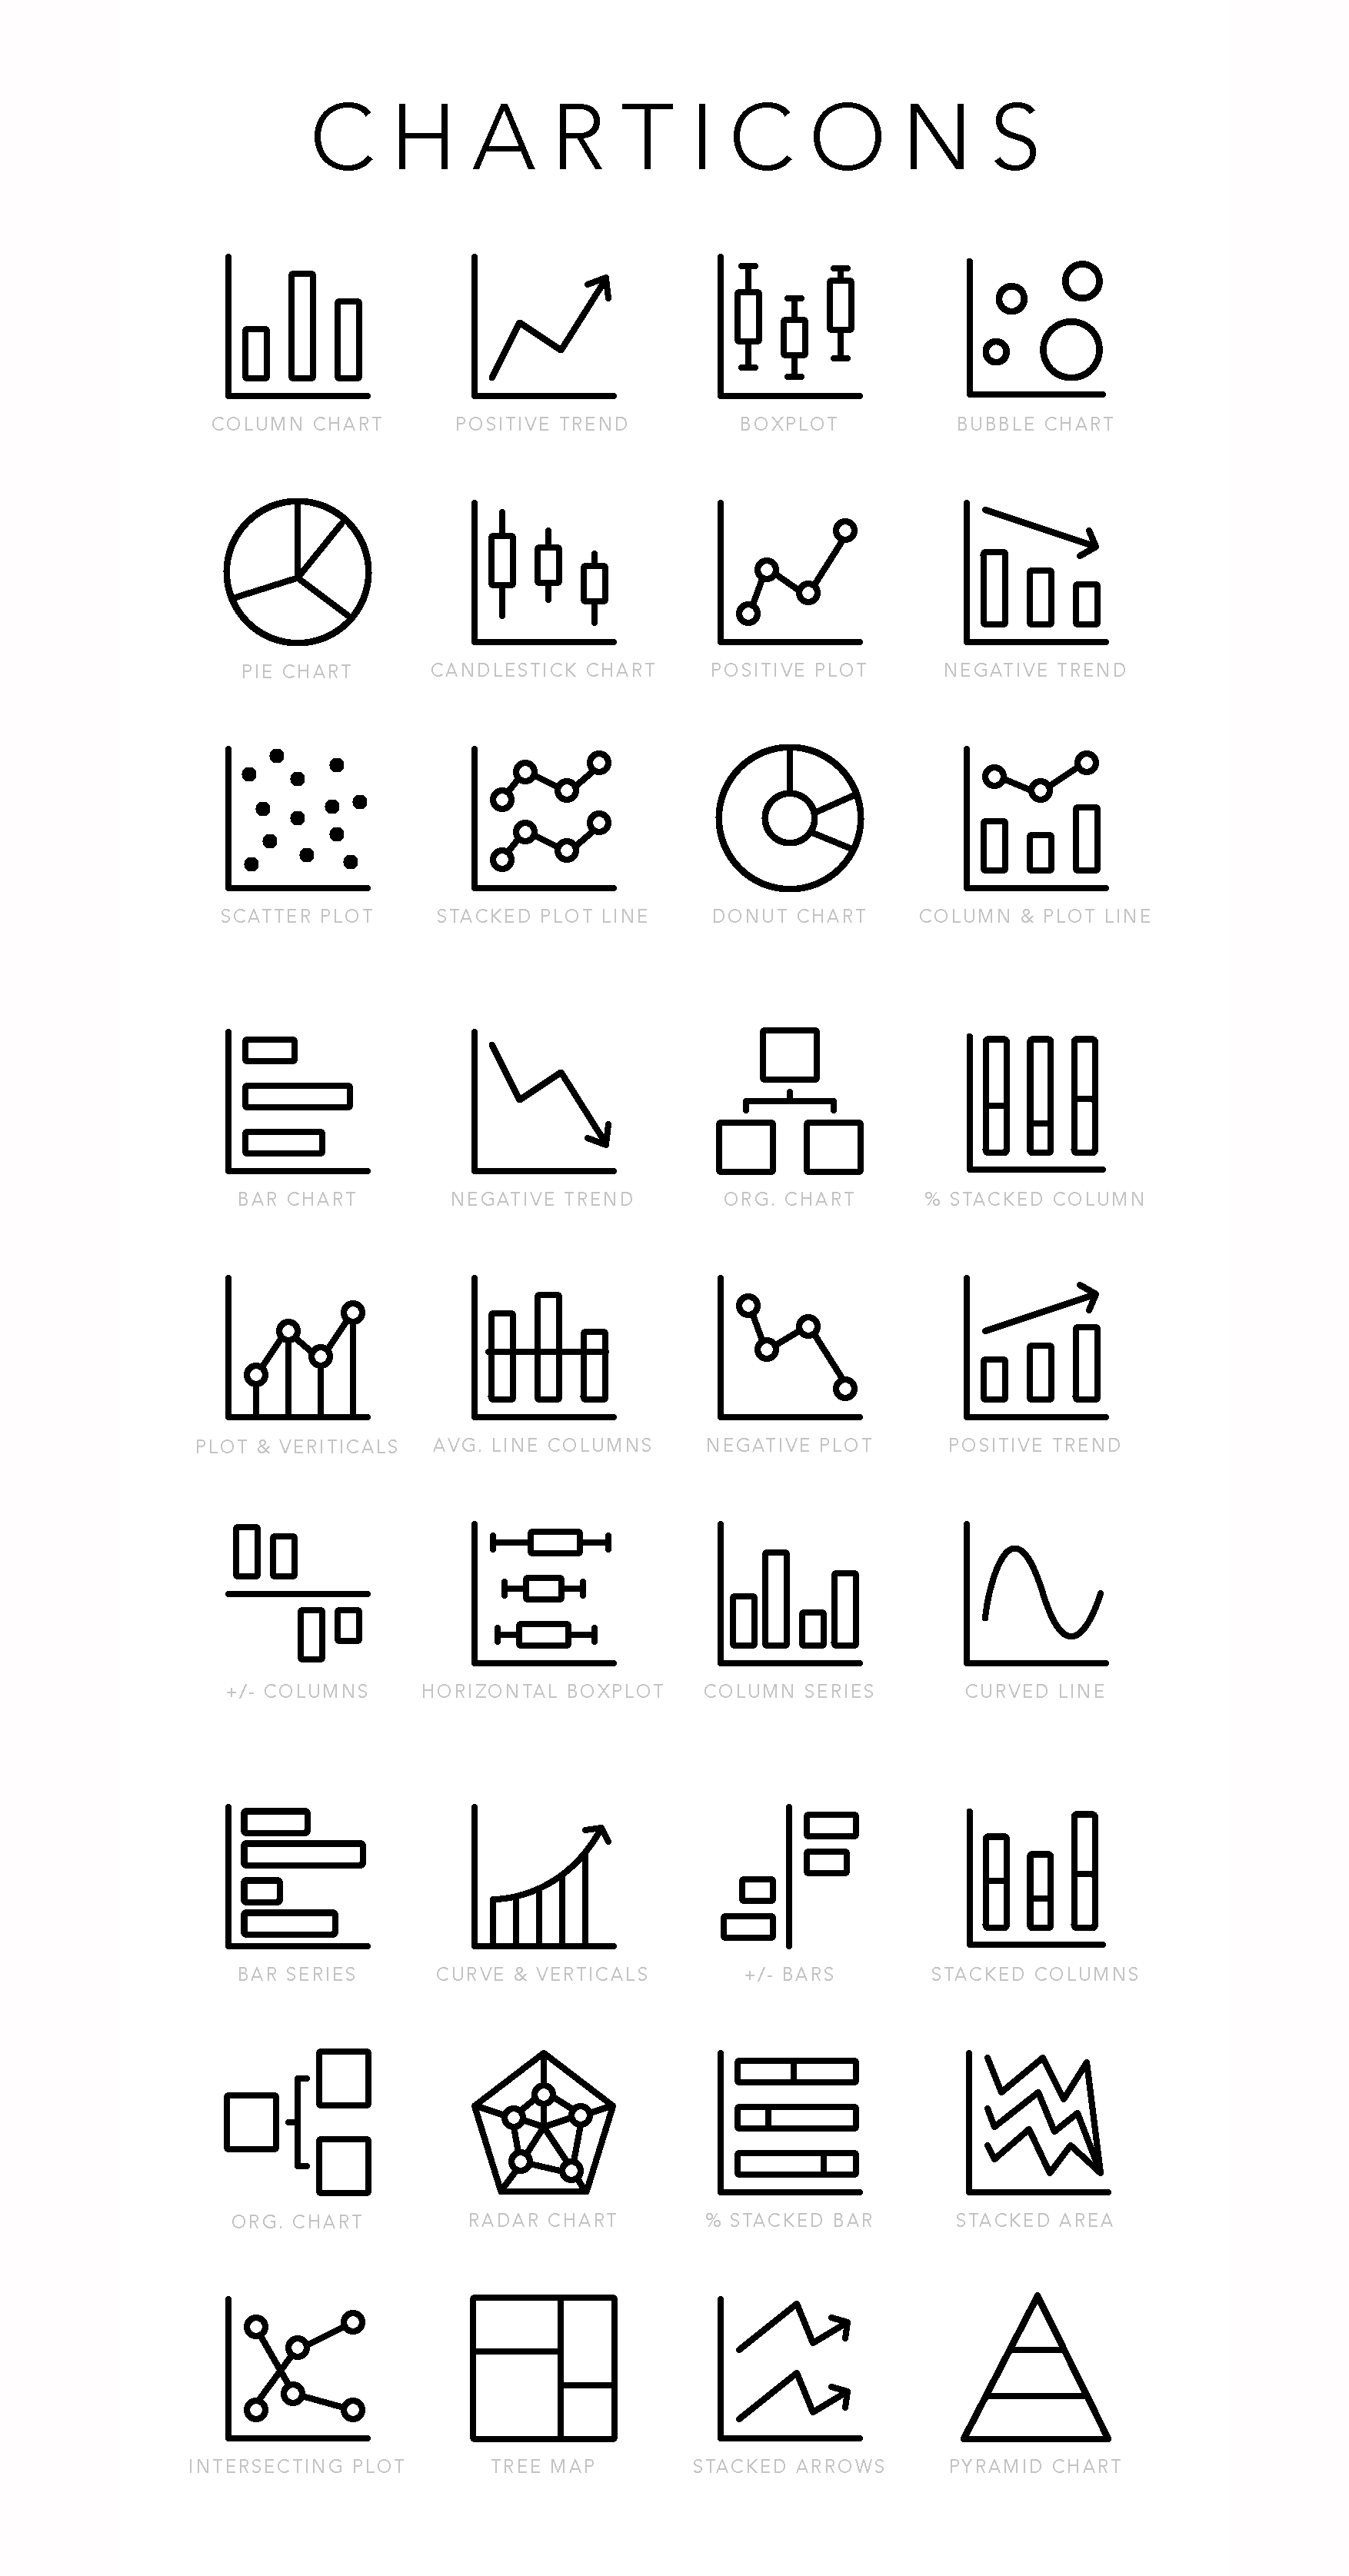 CHARTICONS
COLUMN CHART
POSITIVE TREND
BOXPLOT
BUBBLE CHART
PIE CHART
CANDLESTICK CHART
POSITIVE PLOT
NEGATIVE TREND
SCATTER PLOT
STACKED PLOT LINE
DONUT CHART
COLUMN & PLOT LINE
BAR CHART
NEGATIVE TREND
ORG. CHART
% STACKED COLUMN
PLOT & VERITICALS
AVG. LINE COLUMNS
NEGATIVE PLOT
POSITIVE TREND
+/- COLUMNS
HORIZONTAL BOXPLOT
COLUMN SERIES
CURVED LINE
BAR SERIES
CURVE & VERTICALS
+/- BARS
STACKED COLUMNS
ORG. CHART
RADAR CHART
% STACKED BAR
STACKED AREA
INTERSECTING PLOT
TREE MAP
STACKED ARROWS
PYRAMID CHART